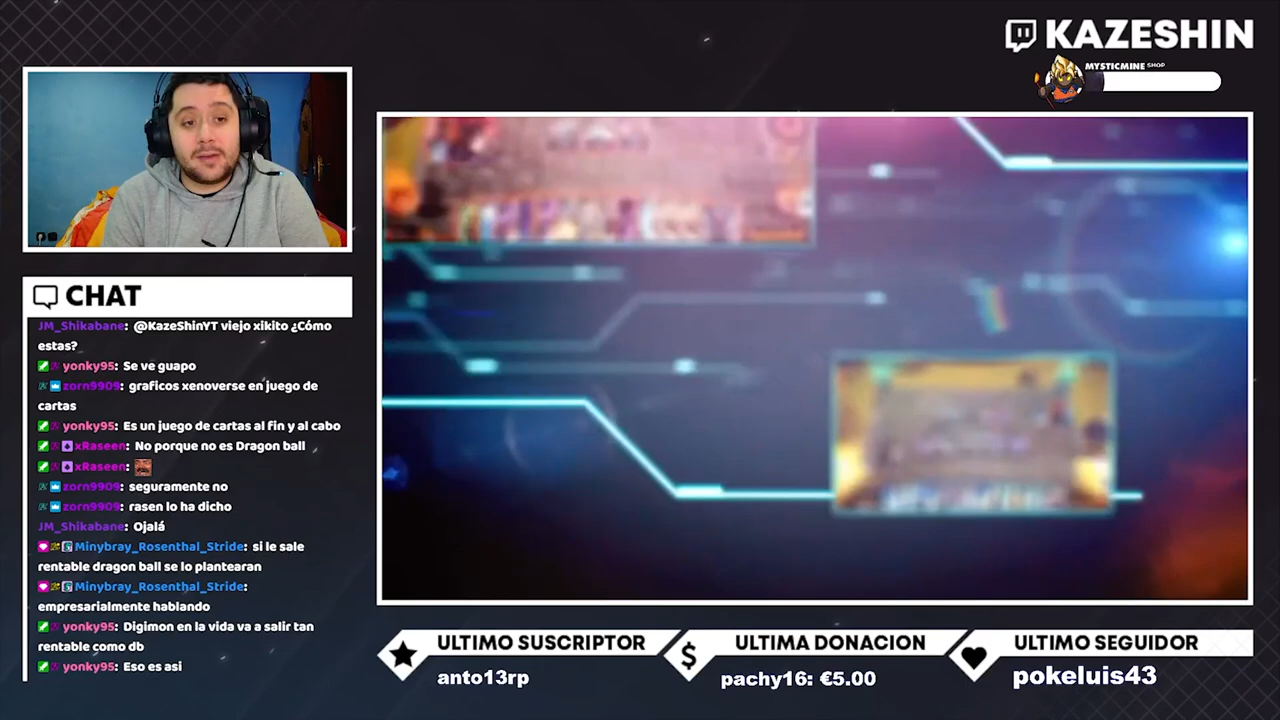 KAZESHIN
MYSTICMINE SHOP
CHAT
JM_Shikabane: @KazeShinYT viejo xikito ¿Cómo
estas?
yonky95: Se ve guapo
zorn9909: graficos xenoverse en juego de
cartas
yonky95: Es un juego de cartas al fin y al cabo
xRaseen: No porque no es Dragon ball
xRaseen:
zorn9909: seguramente no
zorn9909: rasen lo ha dicho
JM_Shikabane: Ojalá
Minybray_Rosenthal_Stride: si le sale
rentable dragon ball se lo plantearan
Minybray_Rosenthal_Stride:
empresarialmente hablando
yonky95: Digimon en la vida va a salir tan
rentable como db
yonky95: Eso es asi
ULTIMO SUSCRIPTOR
anto13rp
ULTIMA DONACION
pachy16: €5.00
ULTIMO SEGUIDOR
pokeluis43